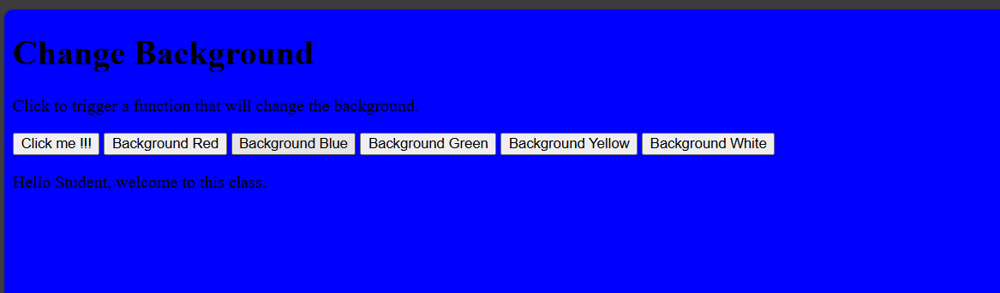 Change Background
Click to trigger a function that will change the background.
Click me !!! Background Red Background Blue Background Green Background Yellow Background White
Hello Student, welcome to this class.